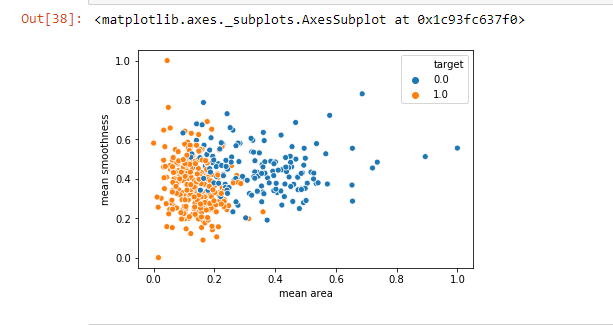 Out[38]: <matplotlib.axes._subplots.AxesSubplot at 0x1c93fc637f0>
target
0.0
1.0
1.0
0.8
0.6
0.4
0.2
0.0
mean smoothness
0.0 0.2 0.4 0.6 0.8 1.0
mean area